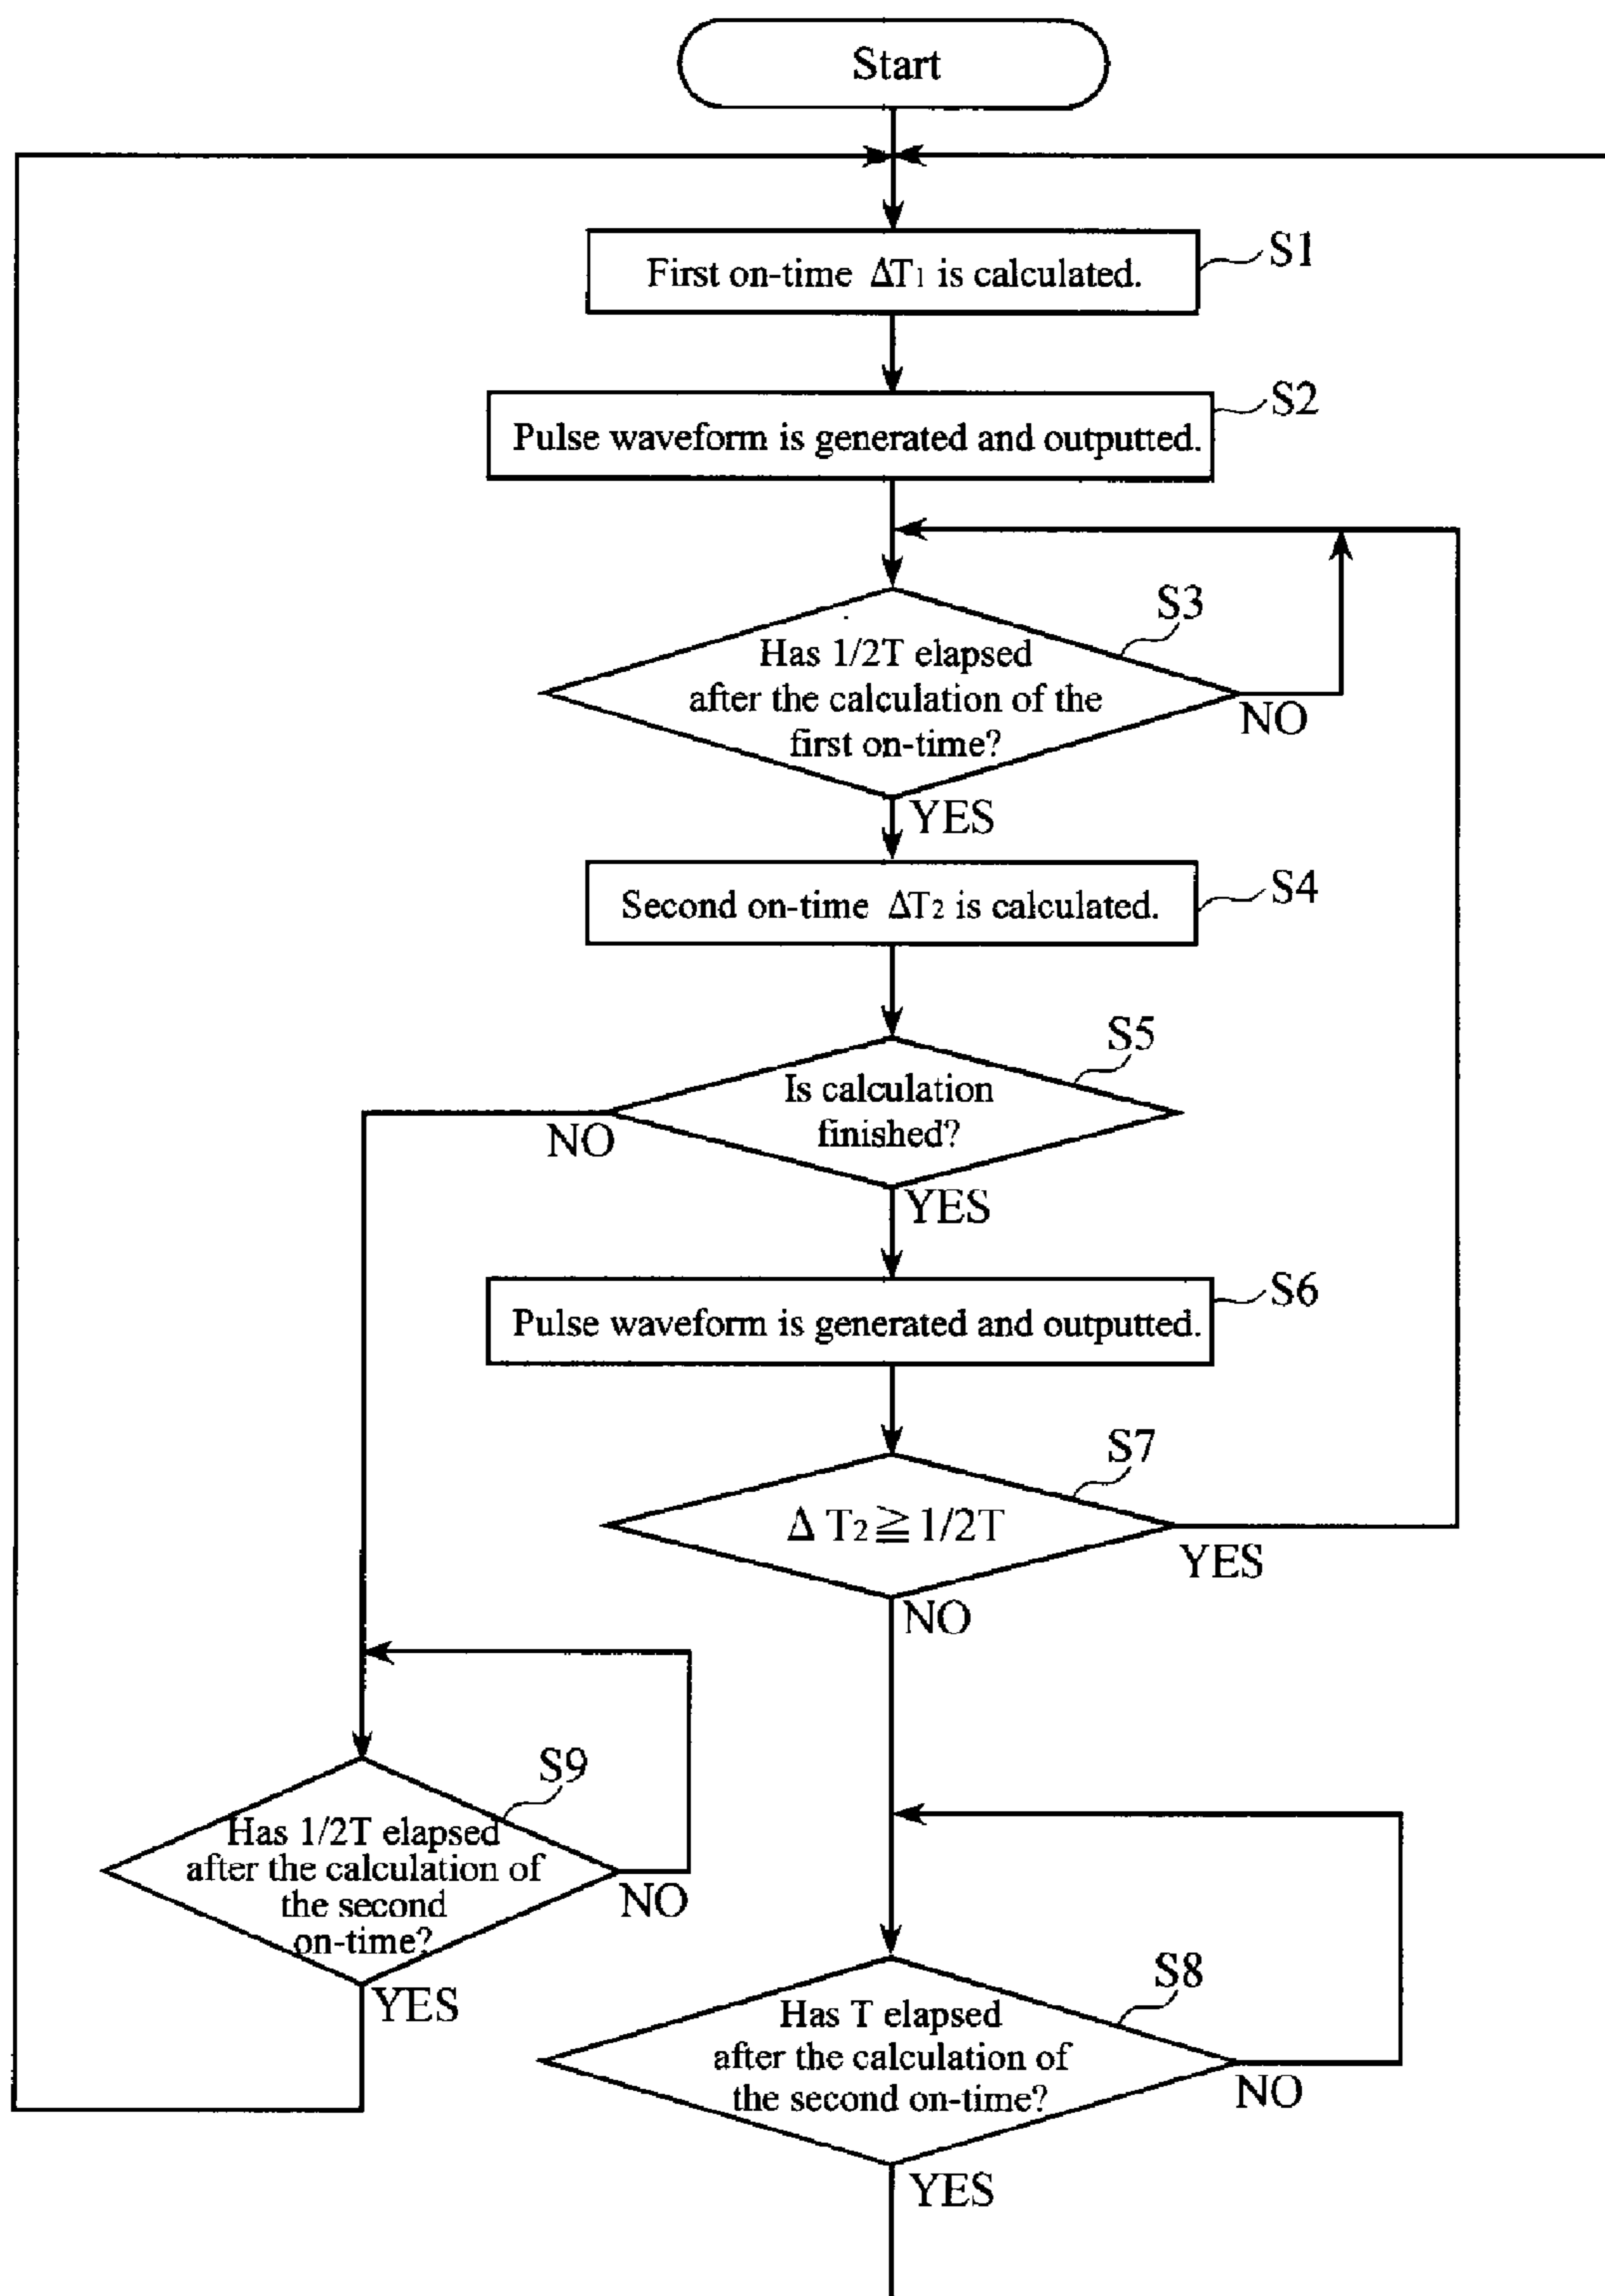 Start
S1
First on-time ΔT1 is calculated.
S2
Pulse waveform is generated and outputted.
S3
Has 1/2T elapsed
after the calculation of the
first on-time?
NO
YES
S4
Second on-time ΔT2 is calculated.
S5
Is calculation
finished?
NO
YES
S6
Pulse waveform is generated and outputted.
S7
Δ T2 ≧ 1/2T
YES
NO
S9
Has 1/2T elapsed
after the calculation of
the second
on-time?
NO
YES
S8
Has T elapsed
after the calculation of
the second on-time?
NO
YES